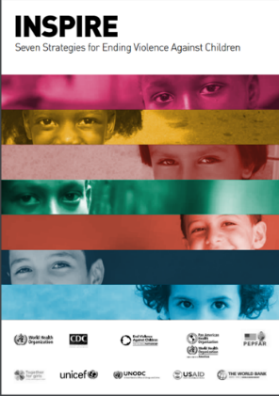 INSPIRE
Seven Strategies for Ending Violence Against Children
World Health
Organization
CDC
End Violence
Against Children
Pan American
Health
Organization
World Health
Organization
PEPFAR
Together
for girls
unicef
UNODC
USAID
THE WORLD BANK